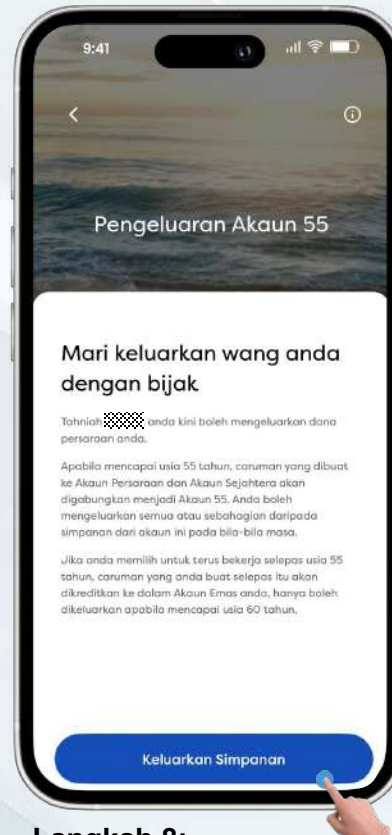 9:41
Pengeluaran Akaun 55
Mari keluarkan wang anda
dengan bijak
Tahniah anda kini boleh mengeluarkan dana
persaraan anda.
Apabila mencapai usia 55 tahun, caruman yang dibuat
ke Akaun Persaraan dan Akaun Sejahtera akan
digabungkan menjadi Akaun 55. Anda boleh
mengeluarkan semua atau sebahagian daripada
simpanan dari akaun ini pada bila-bila masa.
Jika anda memilih untuk terus bekerja selepas usia 55
tahun, caruman yang anda buat selepas itu akan
dikreditkan ke dalam Akaun Emas anda, hanya boleh
dikeluarkan apabila mencapai usia 60 tahun.
Keluarkan Simpanan
Langkah 8: